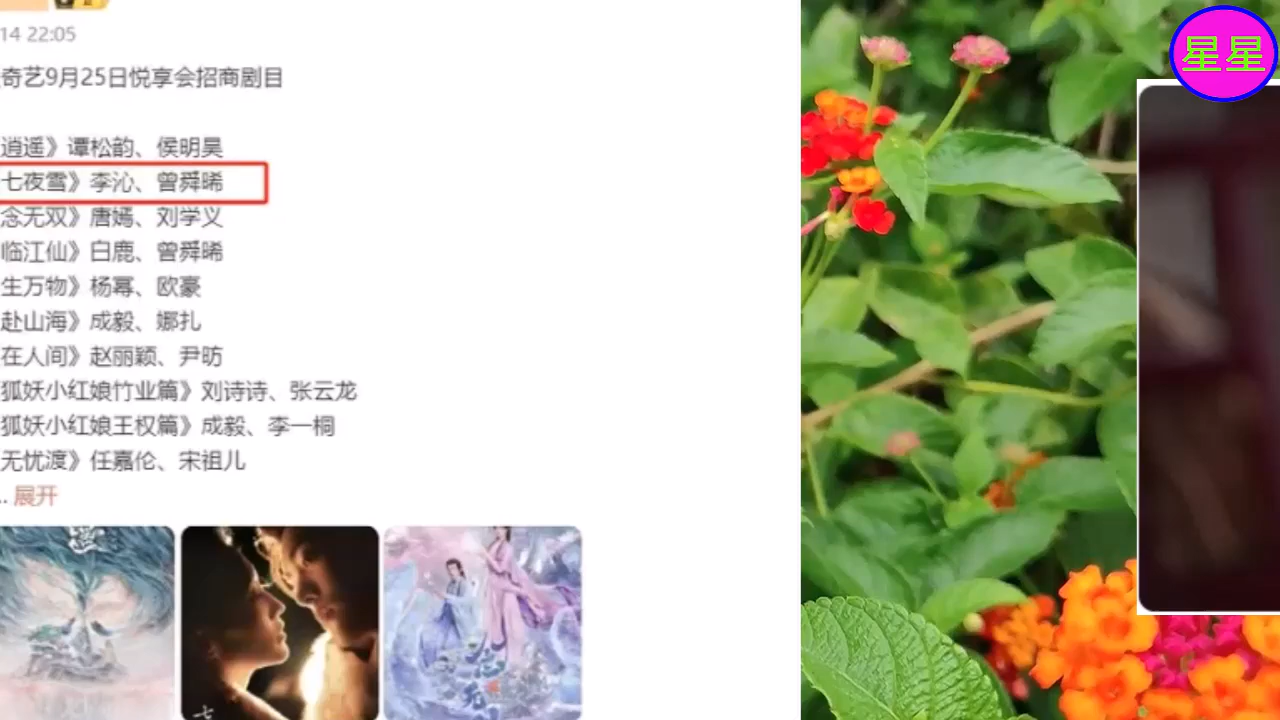 14 22:05
奇艺9月25日悦享会招商剧目
逍遥》谭松韵、侯明昊
七夜雪》李沁、曾舜晞
念无双》唐嫣、刘学义
临江仙》白鹿、曾舜晞
生万物》杨幂、欧豪
赴山海》成毅、娜扎
在人间》赵丽颖、尹昉
狐妖小红娘竹业篇》刘诗诗、张云龙
狐妖小红娘王权篇》成毅、李一桐
无忧渡》任嘉伦、宋祖儿
.. 展开
星星